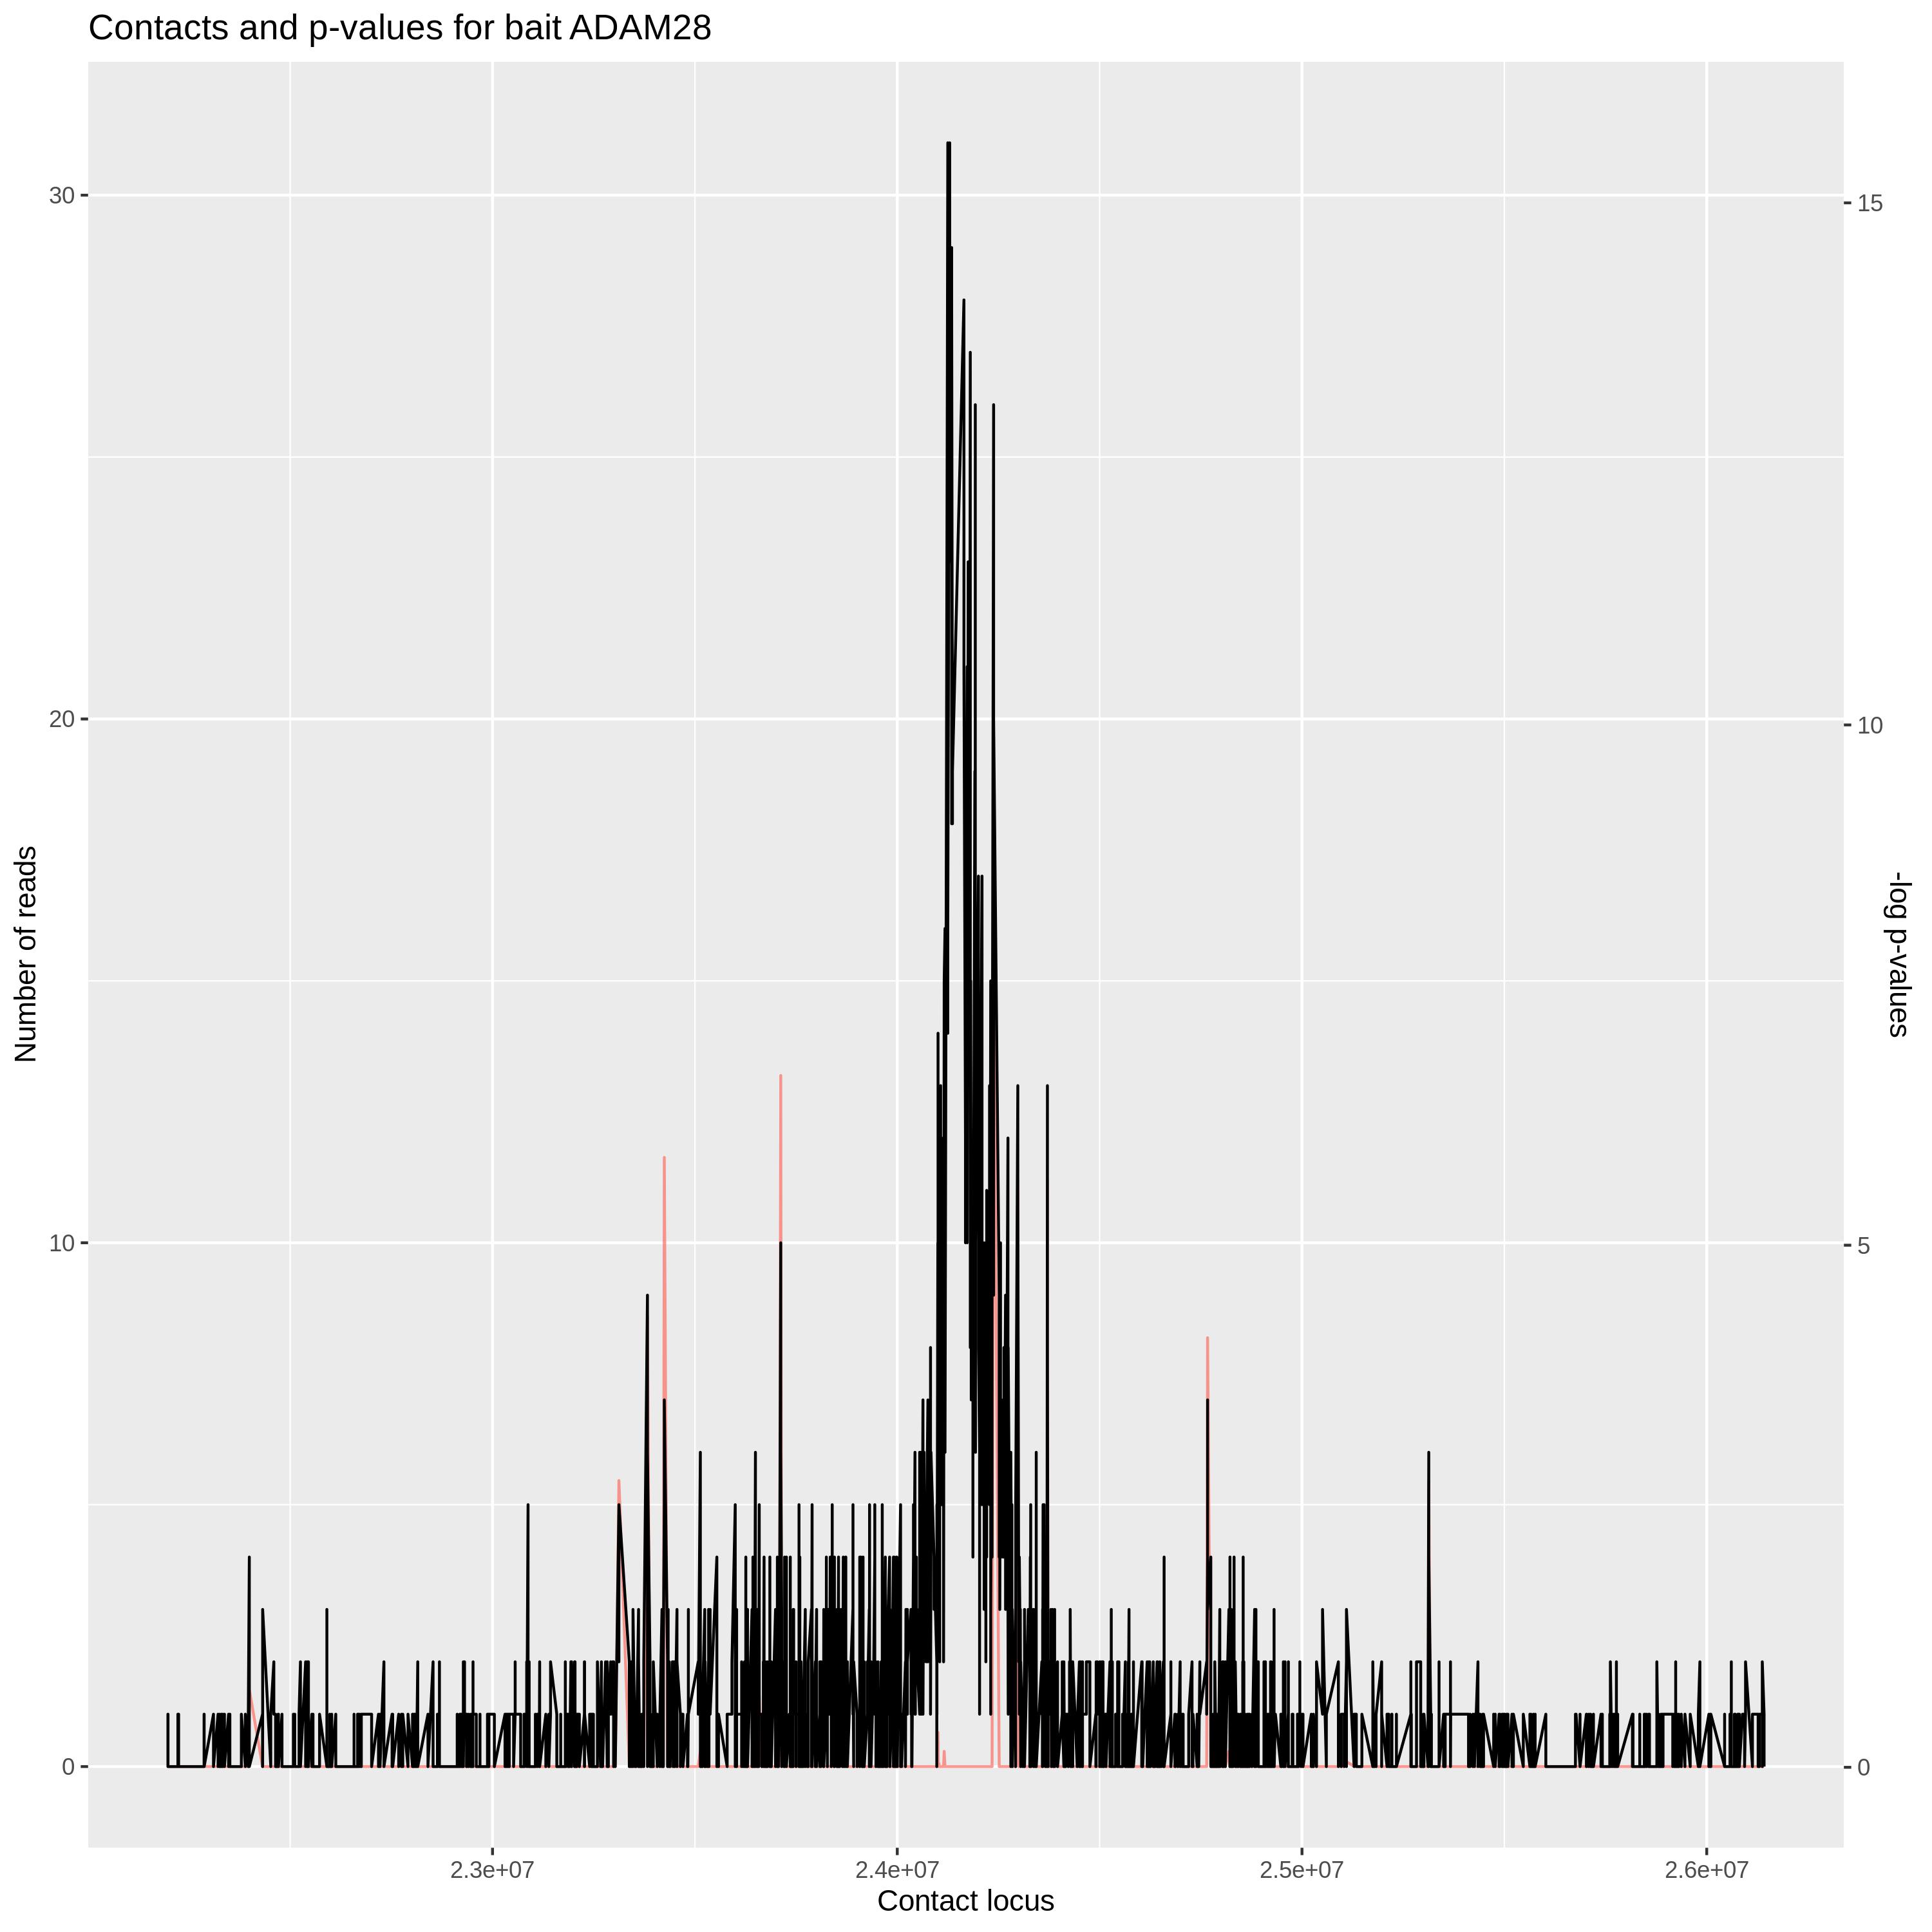 Contacts and p-values for bait ADAM28
30
20
10
0
Number of reads
15
10
5
0
-log p-values
2.3e+07 2.4e+07 2.5e+07 2.6e+07
Contact locus